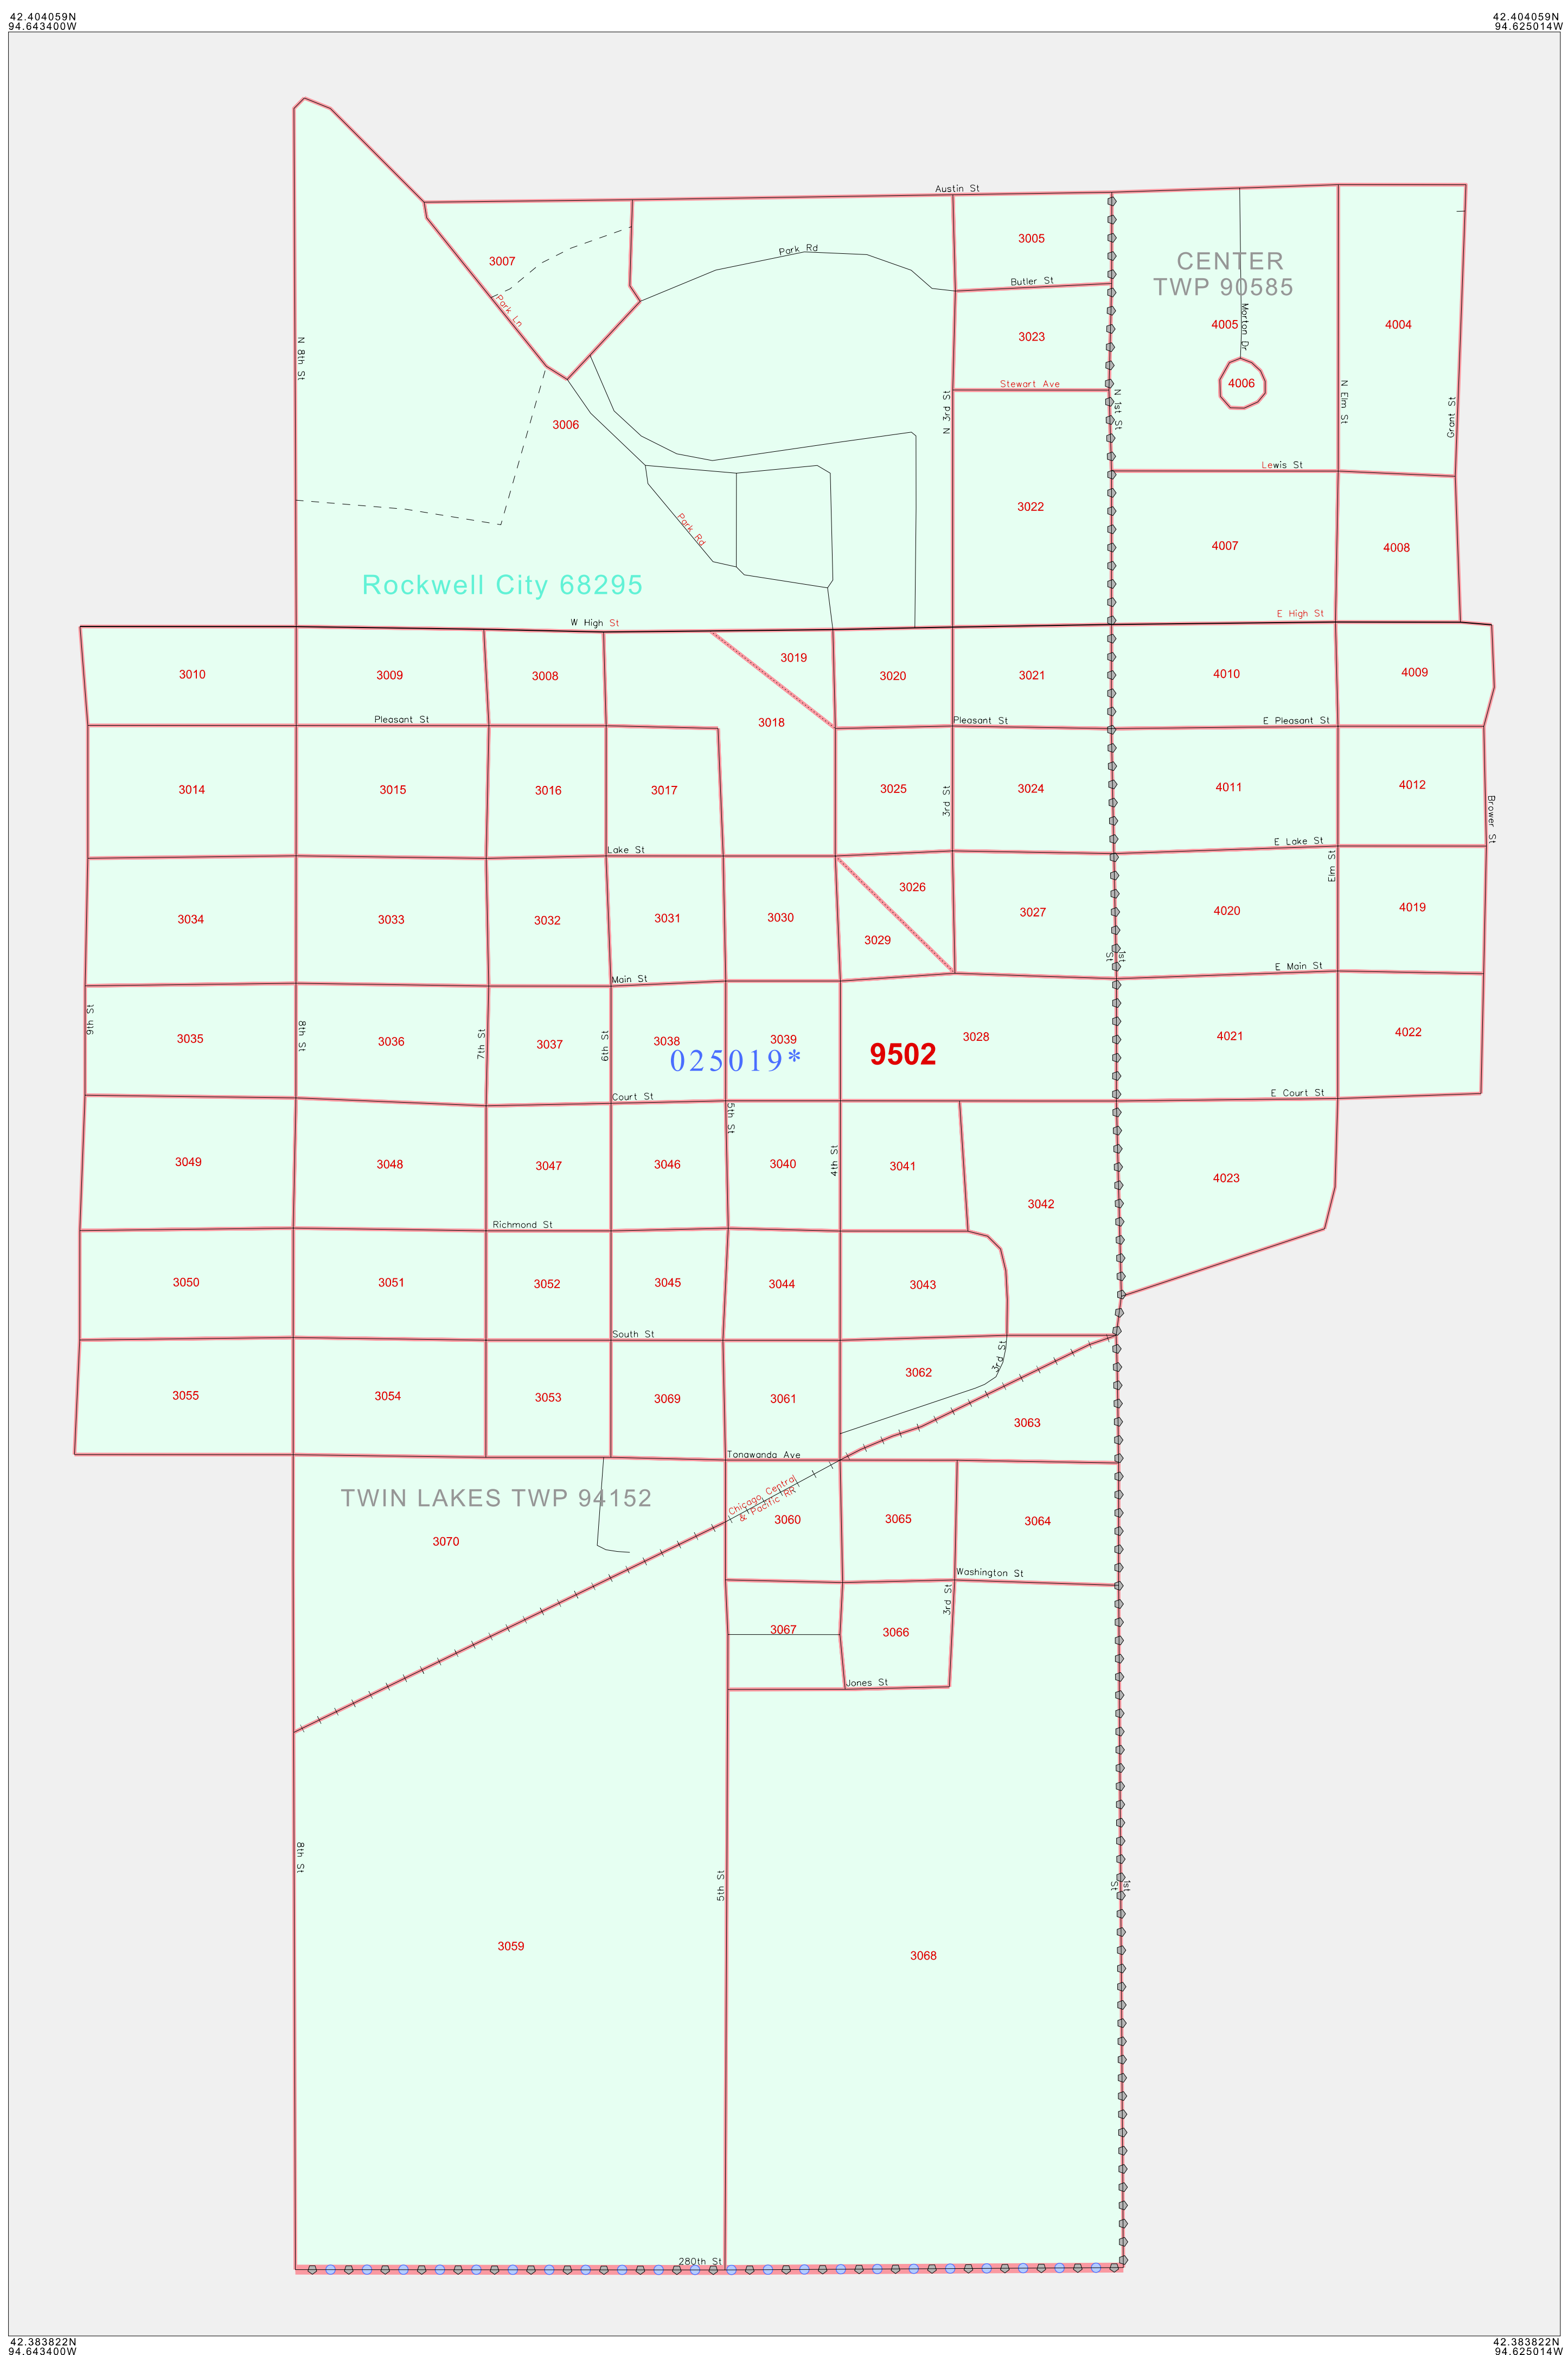 42.404059N
94.643400W
42.404059N
94.625014W
Austin St
3005
Park Rd
CENTER
TWP 90585
3007
Butler St
Park Ln
Morton Dr
4005
4004
3023
N 8th St
4006
Stewart Ave
N 3rd St
N 1st St
N Elm St
Grant St
3006
Lewis St
3022
Park Rd
4007
4008
Rockwell City 68295
W High St
E High St
3010
3009
3008
3019
3020
3021
4010
4009
Pleasant St
3018
Pleasant St
E Pleasant St
3014
3015
3016
3017
3025
3rd St
3024
4011
4012
Brower St
Lake St
E Lake St
Elm St
3034
3033
3032
3031
3030
3026
3029
3027
4020
4019
1st St
Main St
E Main St
9th St
8th St
7th St
6th St
3035
3036
3037
3038
3039
3028
4021
4022
025019*
9502
Court St
E Court St
5th St
4th St
3049
3048
3047
3046
3040
3041
3042
4023
Richmond St
3050
3051
3052
3045
3044
3043
South St
3rd St
3055
3054
3053
3069
3061
3062
3063
Tonawanda Ave
TWIN LAKES TWP 94152
Chicago Central
& Pacific RR
3070
3060
3065
3064
Washington St
3rd St
3067
3066
Jones St
8th St
5th St
1st St
3059
3068
280th St
42.383822N
94.643400W
42.383822N
94.625014W